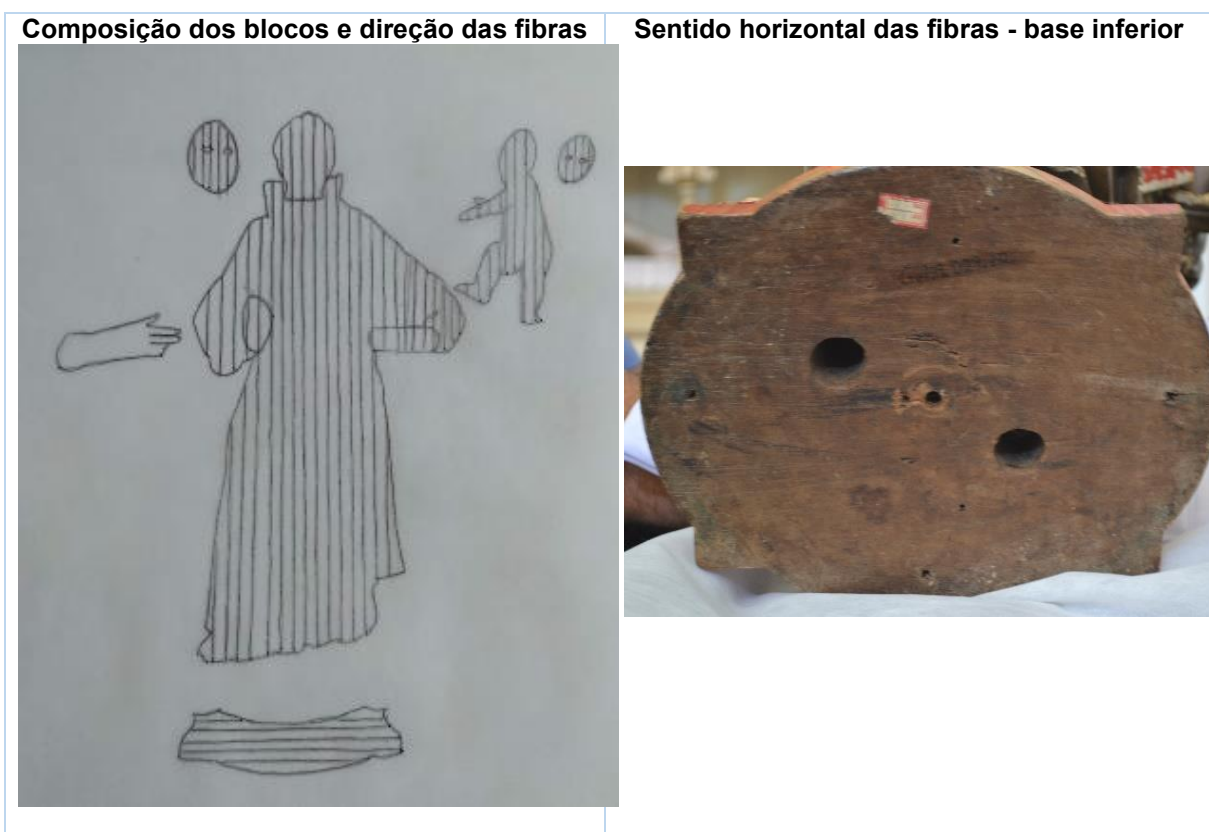 Composição dos blocos e direção das fibras
Sentido horizontal das fibras - base inferior